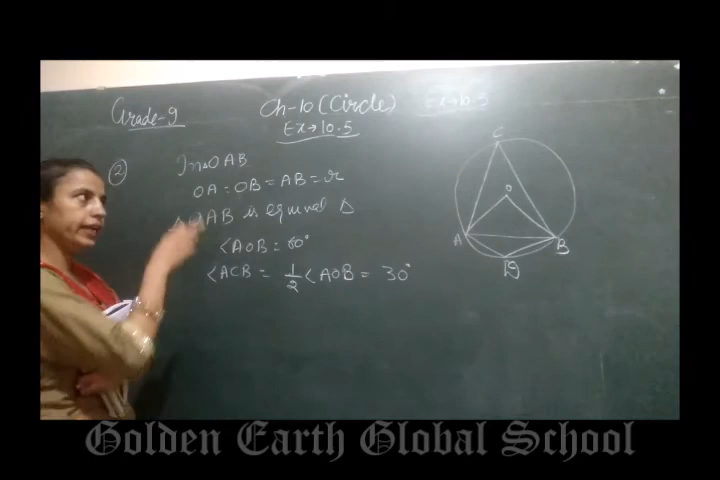 Grade-9
Ch-10 (Circle)
Ex→10.5
Ex→10.5
②
In △OAB
OA = OB = AB = r
△ OAB is equival △
<AOB = 60°
<ACB = 1/2 <AOB = 30°
C
O
A
B
D
Golden Earth Global School